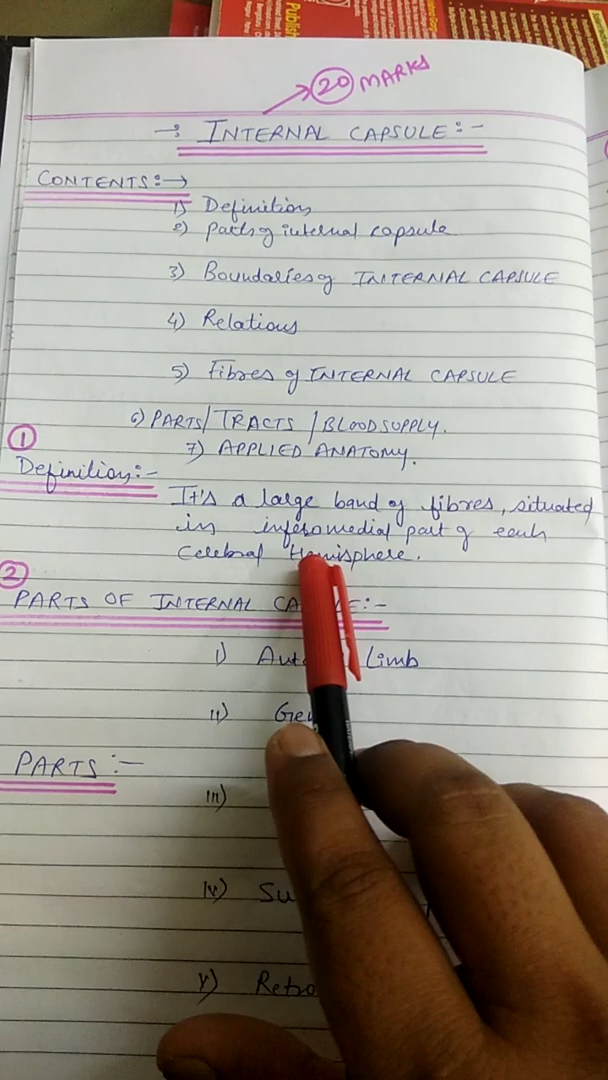 20 MARKS
INTERNAL CAPSULE :-
CONTENTS :→
1) Definition
2) Parts of internal capsule
3) Boundaries of INTERNAL CAPSULE
4) Relations
5) Fibres of INTERNAL CAPSULE
6) PARTS/TRACTS/BLOOD SUPPLY.
7) APPLIED ANATOMY.
1
Definition :-
It's a large band of fibres, situated
in inferomedial part of each
Cerebral Hemisphere.
2
PARTS OF INTERNAL CA E :-
i) Limb
ii) Ge
PARTS :-
iii)
iv) Su
v) Retro